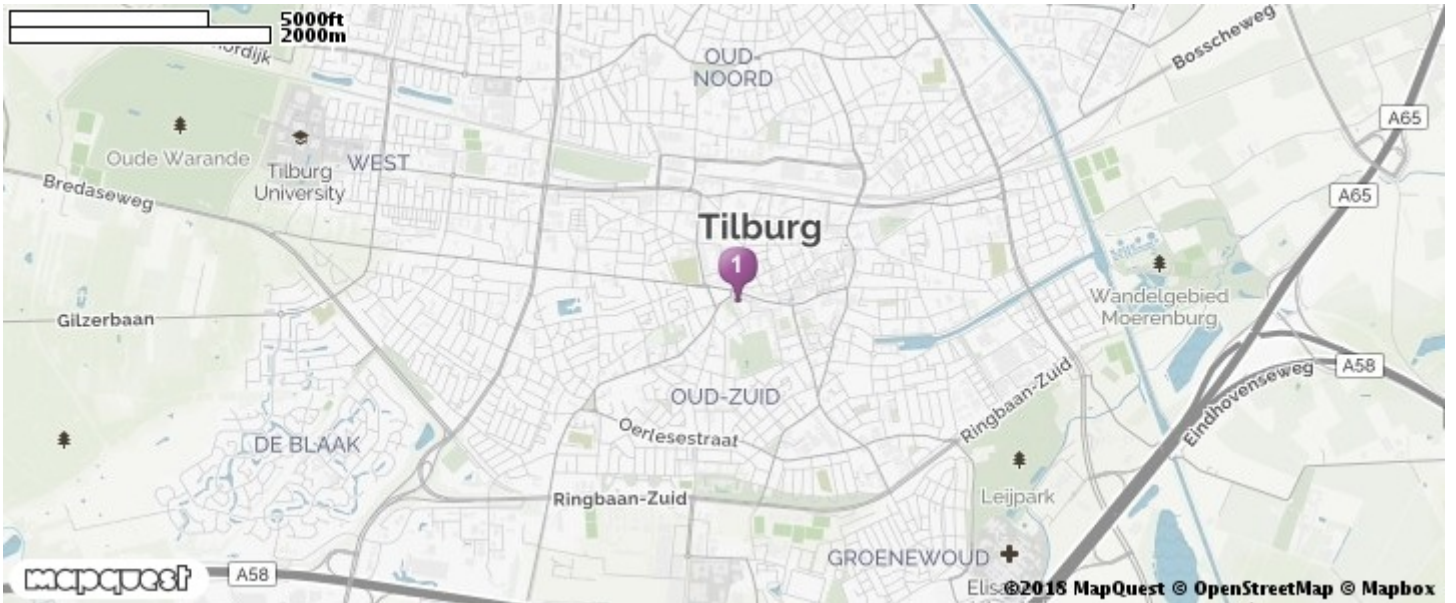 5000ft
2000m
OUD-
NOORD
Bosscheweg
A65
Oude Warande
Tilburg
University
WEST
Bredaseweg
A65
Tilburg
1
Wandelgebied
Moerenburg
Gilzerbaan
A58
Eindhovenseweg
Ringbaan-Zuid
OUD-ZUID
Oerlesestraat
DE BLAAK
Leijpark
Ringbaan-Zuid
GROENEWOUD
mapquest
A58
©2018 MapQuest © OpenStreetMap © Mapbox